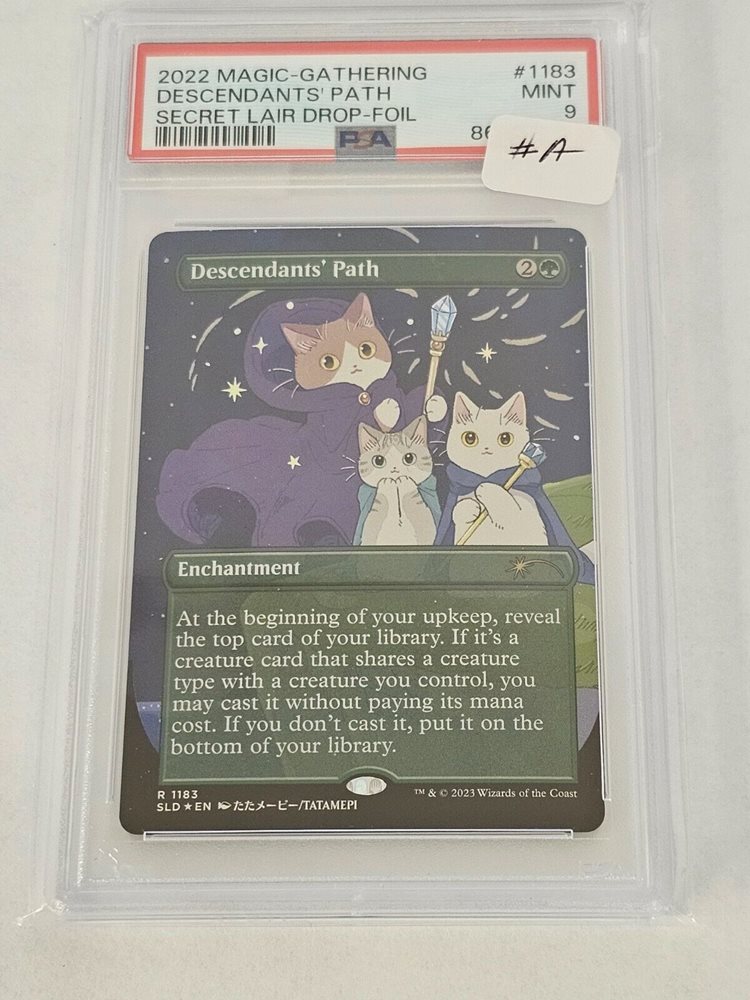 2022 MAGIC-GATHERING #1183
DESCENDANTS' PATH MINT
SECRET LAIR DROP-FOIL 9
PSA 86
#A
Descendants' Path 2
Enchantment
At the beginning of your upkeep, reveal
the top card of your library. If it's a
creature card that shares a creature
type with a creature you control, you
may cast it without paying its mana
cost. If you don't cast it, put it on the
bottom of your library.
R 1183
SLD ★ EN たたメーピー/TATAMEPI
™ & © 2023 Wizards of the Coast